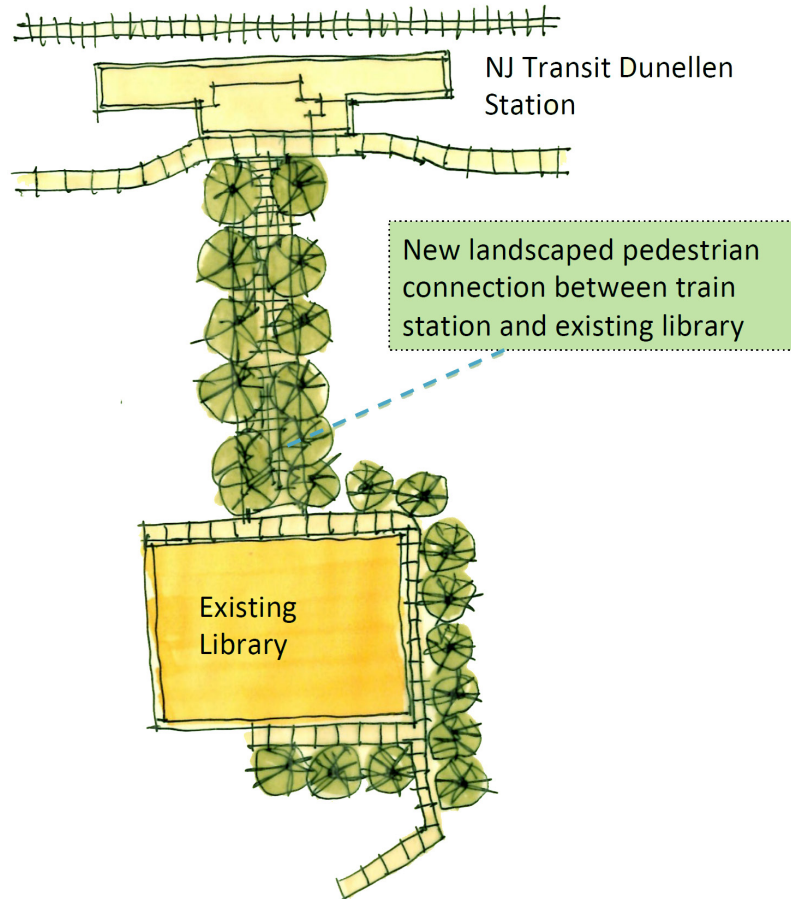 NJ Transit Dunellen
Station
New landscaped pedestrian
connection between train
station and existing library
Existing
Library